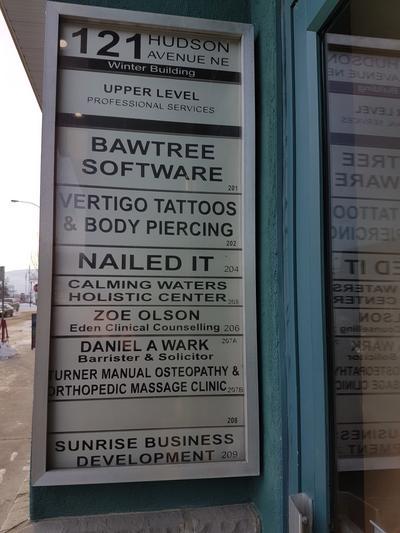 121 HUDSON
AVENUE NE
Winter Building
UPPER LEVEL
PROFESSIONAL SERVICES
BAWTREE
SOFTWARE
201
VERTIGO TATTOOS
& BODY PIERCING
202
NAILED IT 204
CALMING WATERS
HOLISTIC CENTER 205
ZOE OLSON
Eden Clinical Counselling 206
DANIEL A WARK 207A
Barrister & Solicitor
TURNER MANUAL OSTEOPATHY &
ORTHOPEDIC MASSAGE CLINIC 207B
208
SUNRISE BUSINESS
DEVELOPMENT 209